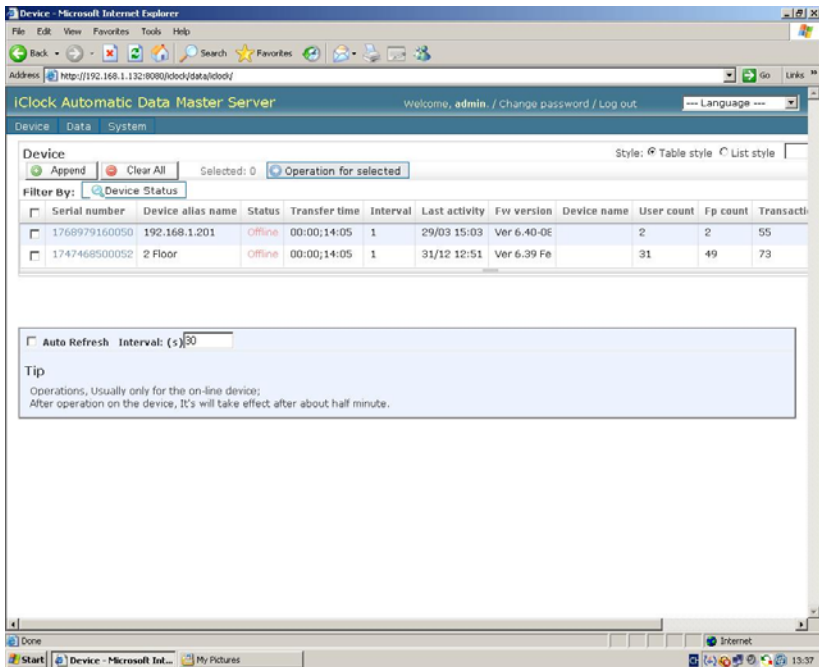 Device - Microsoft Internet Explorer
File Edit View Favorites Tools Help
Back Search Favorites
Address http://192.168.1.132:8080/iclock/data/iclock/ Go Links »
iClock Automatic Data Master Server Welcome, admin. / Change password / Log out --- Language ---
Device Data System
Device Style: Table style List style
Append Clear All Selected: 0 Operation for selected
Filter By: Device Status
Serial number Device alias name Status Transfer time Interval Last activity Fw version Device name User count Fp count Transacti
1768979160050 192.168.1.201 Offline 00:00;14:05 1 29/03 15:03 Ver 6.40-0E 2 2 55
1747468500052 2 Floor Offline 00:00;14:05 1 31/12 12:51 Ver 6.39 Fe 31 49 73
Auto Refresh Interval: (s) 30
Tip
Operations, Usually only for the on-line device;
After operation on the device, It's will take effect after about half minute.
Done Internet
Start Device - Microsoft Int... My Pictures 13:37